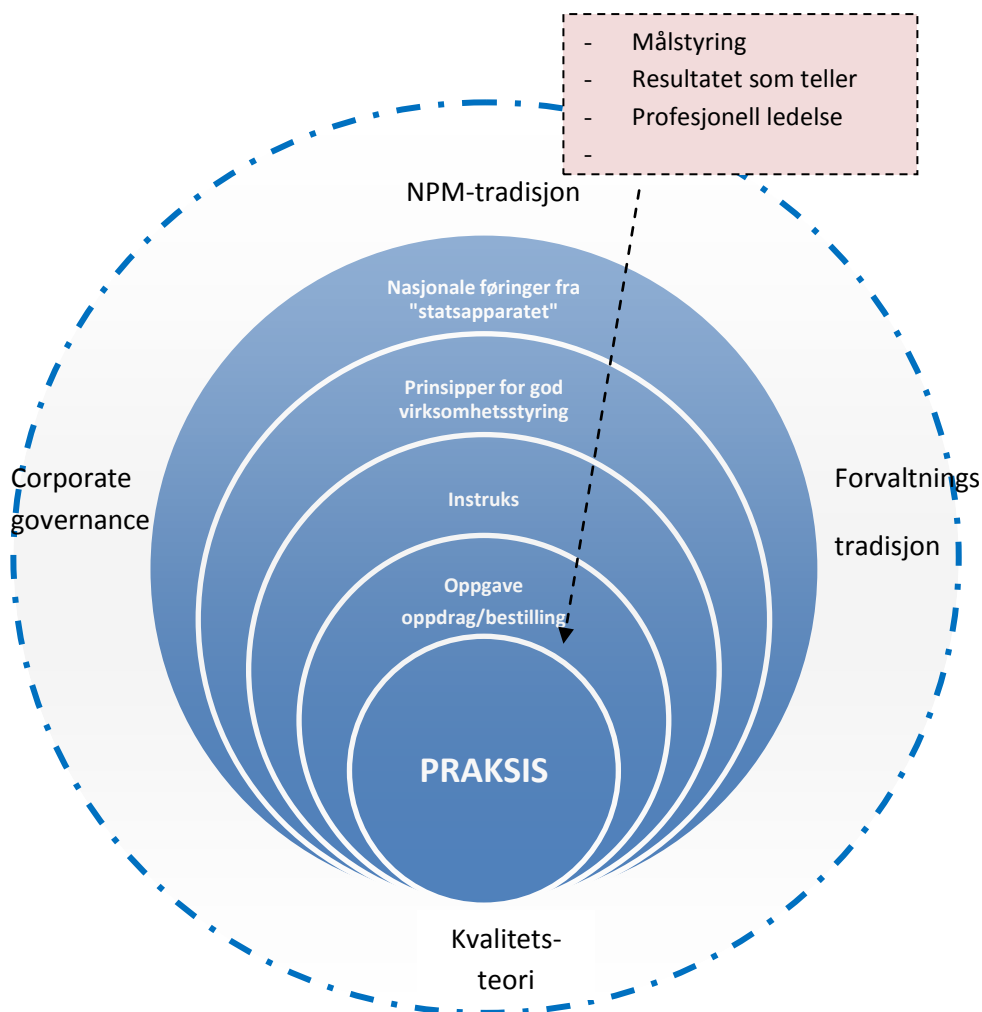 - Målstyring
- Resultatet som teller
- Profesjonell ledelse
-
NPM-tradisjon
Nasjonale føringer fra
"statsapparatet"
Prinsipper for god
virksomhetsstyring
Corporate
governance
Forvaltnings
tradisjon
Instruks
Oppgave
oppdrag/bestilling
PRAKSIS
Kvalitets-
teori